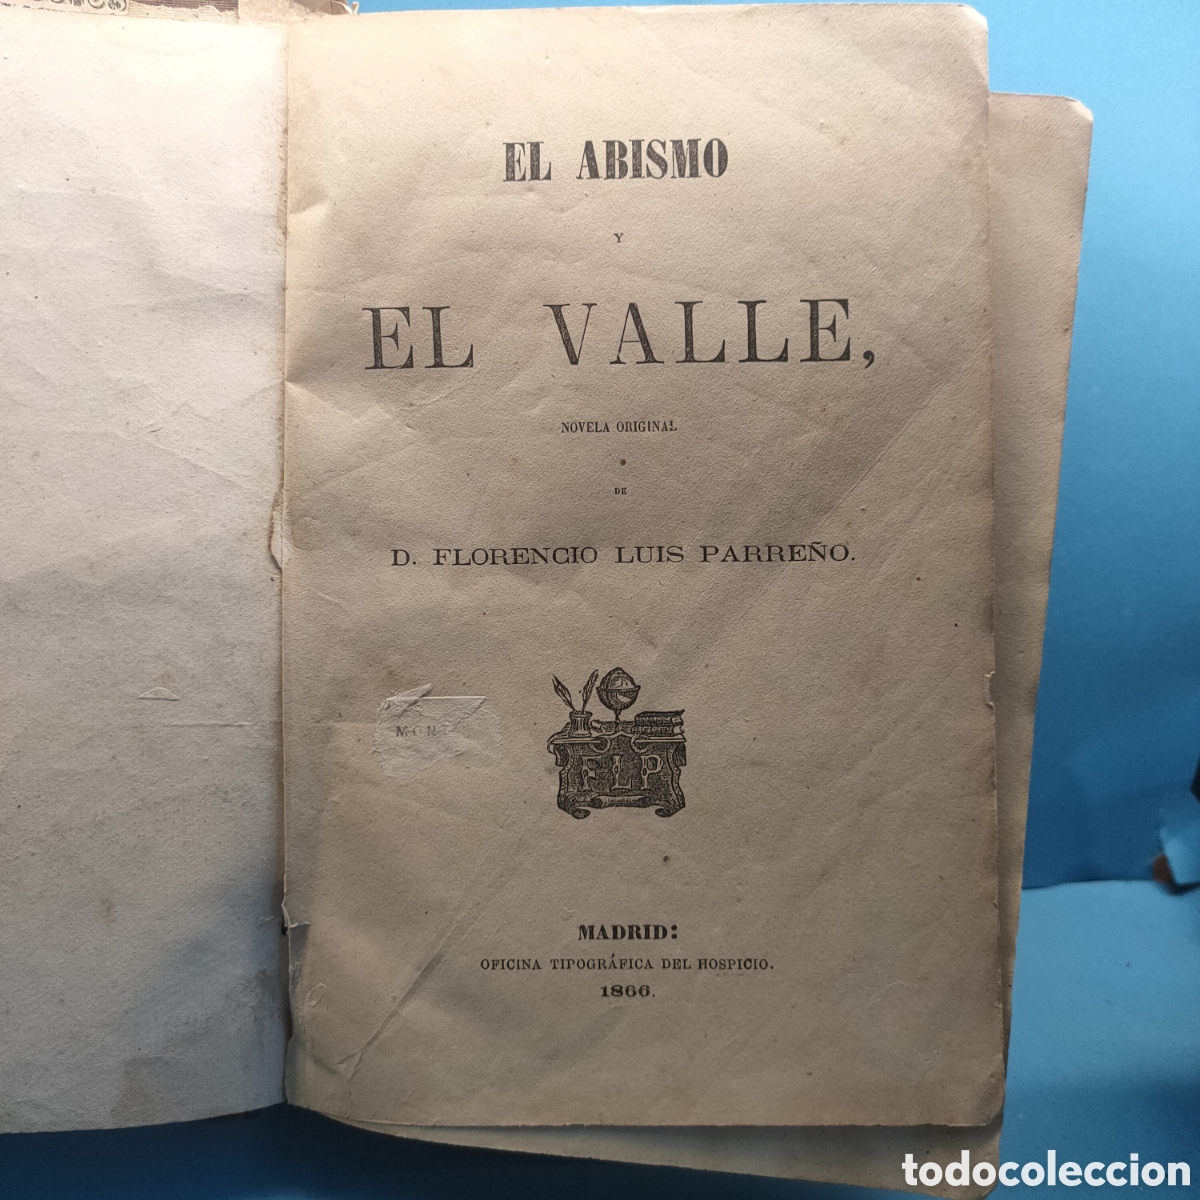 EL ABISMO
Y
EL VALLE,
NOVELA ORIGINAL
DE
D. FLORENCIO LUIS PARREÑO.
FLP
MADRID:
OFICINA TIPOGRÁFICA DEL HOSPICIO.
1866.
todocoleccion